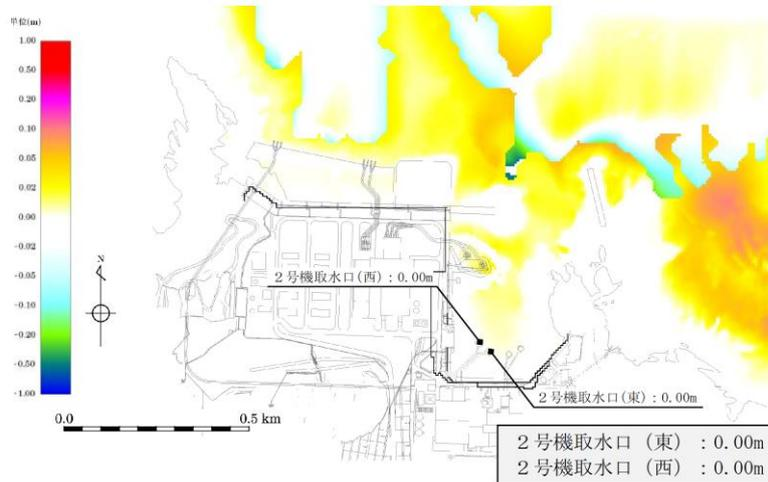 単位(m)
1.00
0.50
0.20
0.10
0.05
0.02
0.00
-0.02
-0.05
-0.10
-0.20
-0.50
-1.00
N
0.0
0.5 km
２号機取水口(西)：0.00m
２号機取水口(東)：0.00m
２号機取水口（東）：0.00m
２号機取水口（西）：0.00m